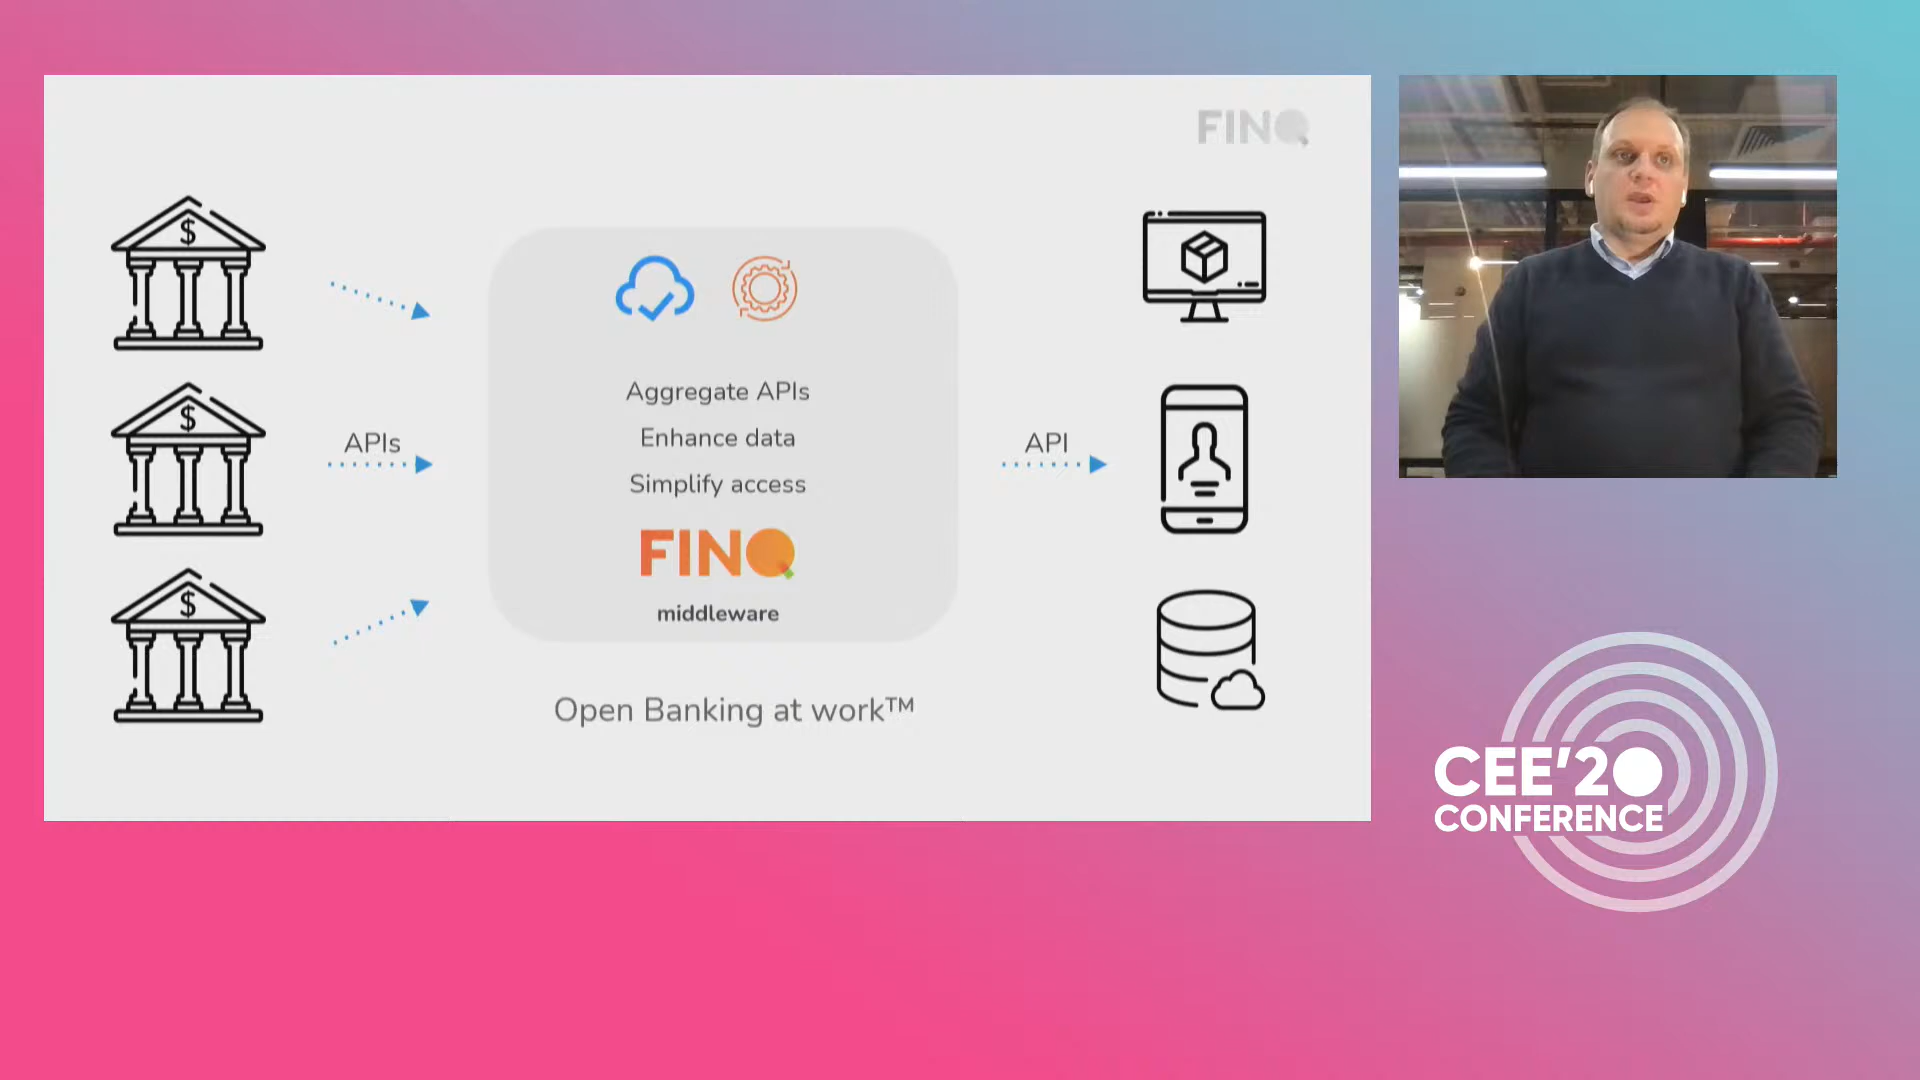 FINQ
$
$
$
APIs
Aggregate APIs
Enhance data
Simplify access
FINQ
middleware
API
Open Banking at work™
CEE'20
CONFERENCE